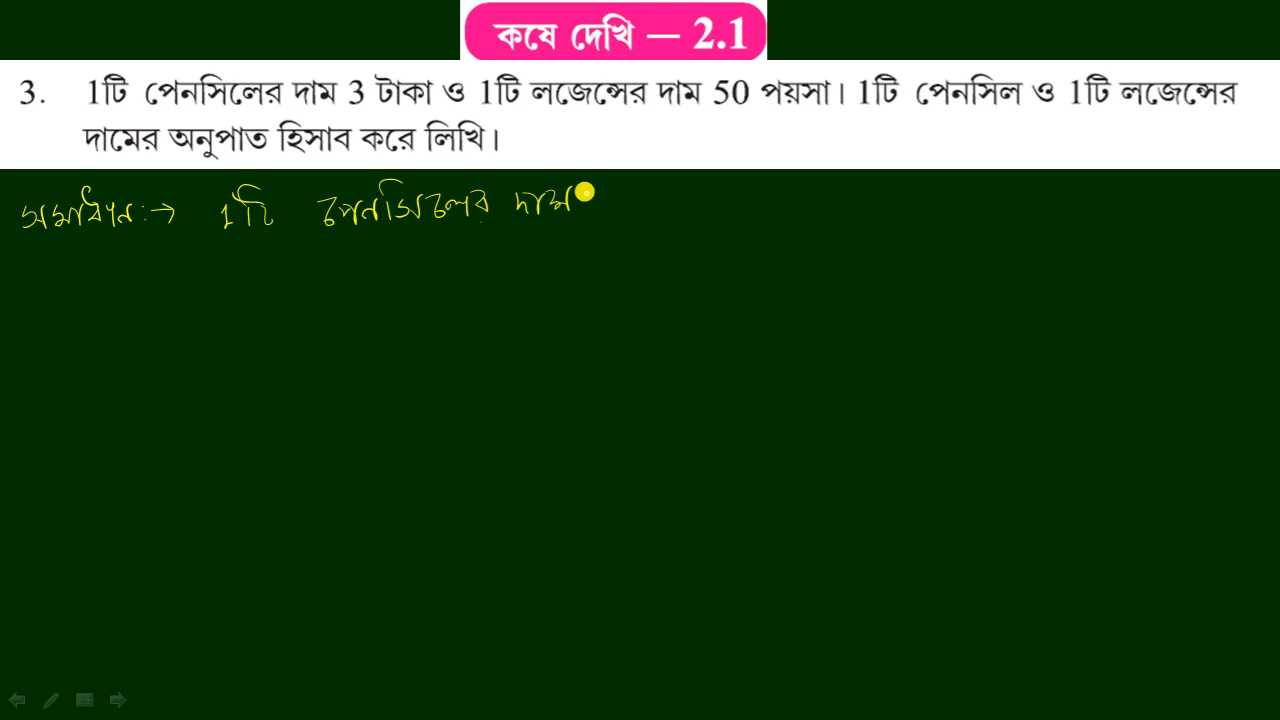 কষে দেখি — 2.1
3. 1টি পেনসিলের দাম 3 টাকা ও 1টি লজেন্সের দাম 50 পয়সা। 1টি পেনসিল ও 1টি লজেন্সের
দামের অনুপাত হিসাব করে লিখি।
সমাধান:→ 1টি পেনসিলের দাম